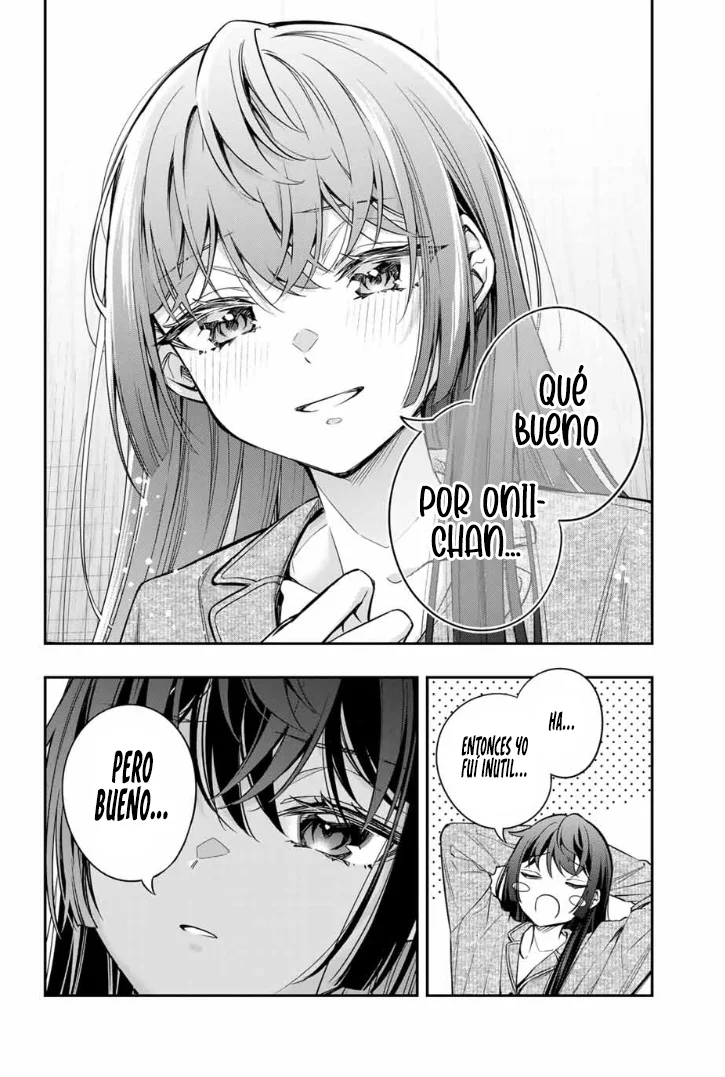 QUÉ
BUENO
POR ONII-
CHAN...
HA...
ENTONCES YO
FUI INUTIL...
PERO
BUENO...